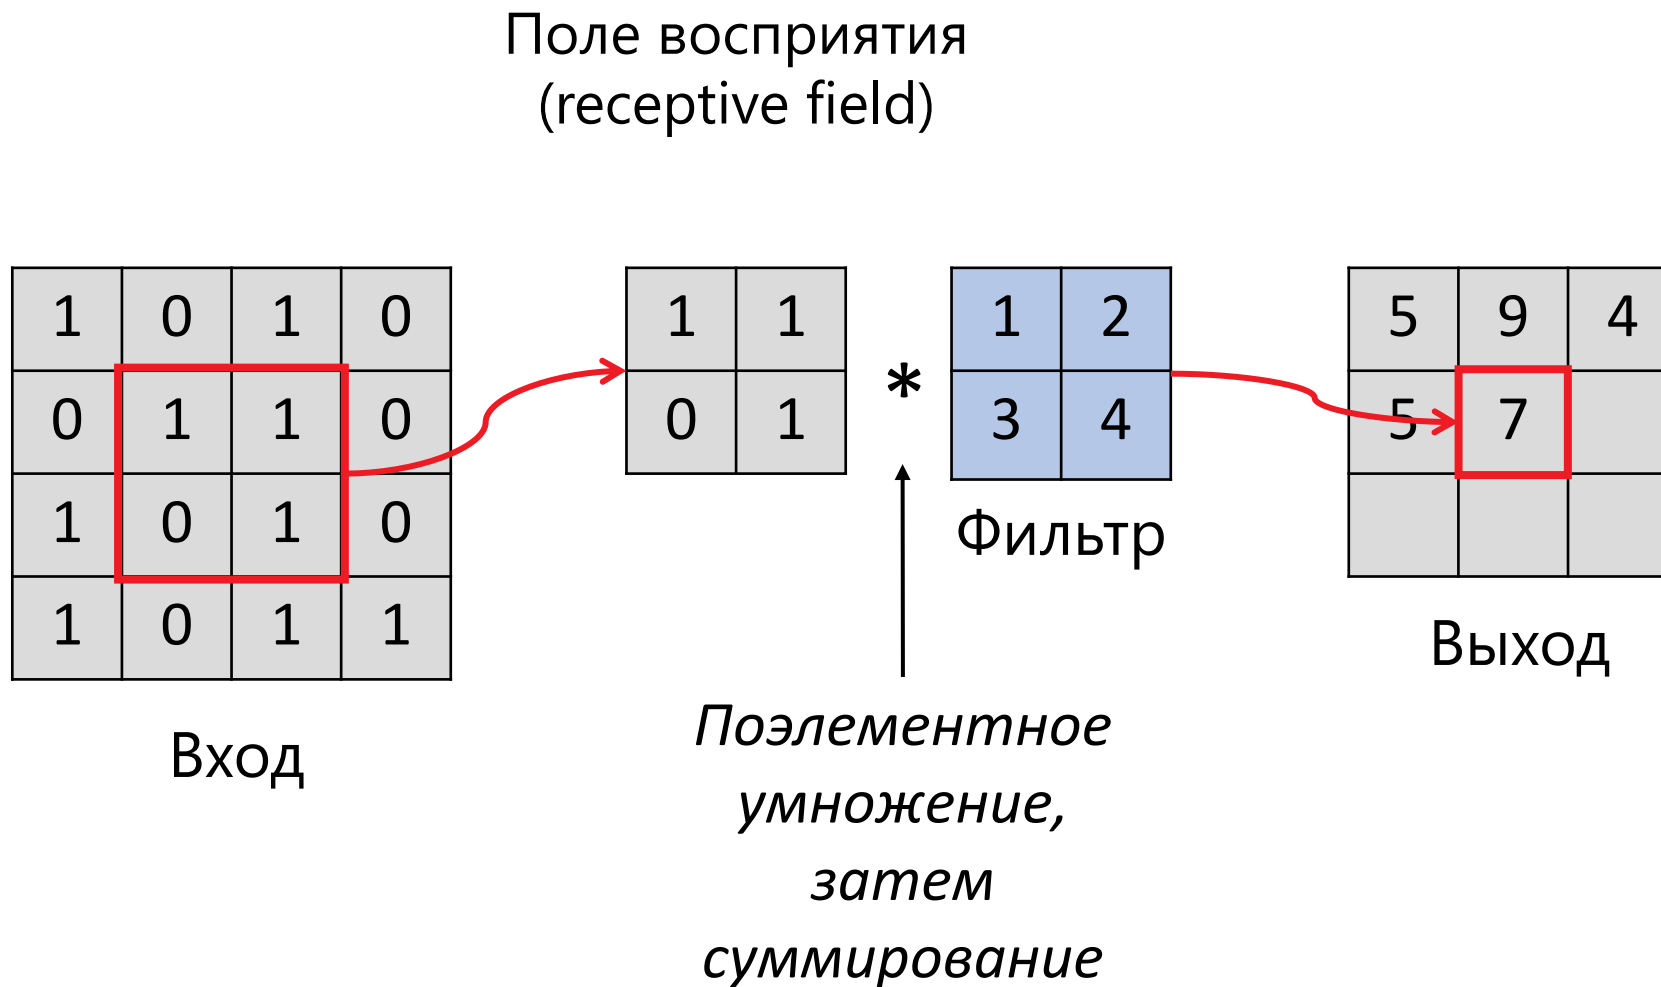 Поле восприятия
(receptive field)
1 0 1 0
0 1 1 0
1 0 1 0
1 0 1 1
Вход
1 1
0 1
*
1 2
3 4
Фильтр
5 9 4
5 7
Выход
Поэлементное
умножение,
затем
суммирование